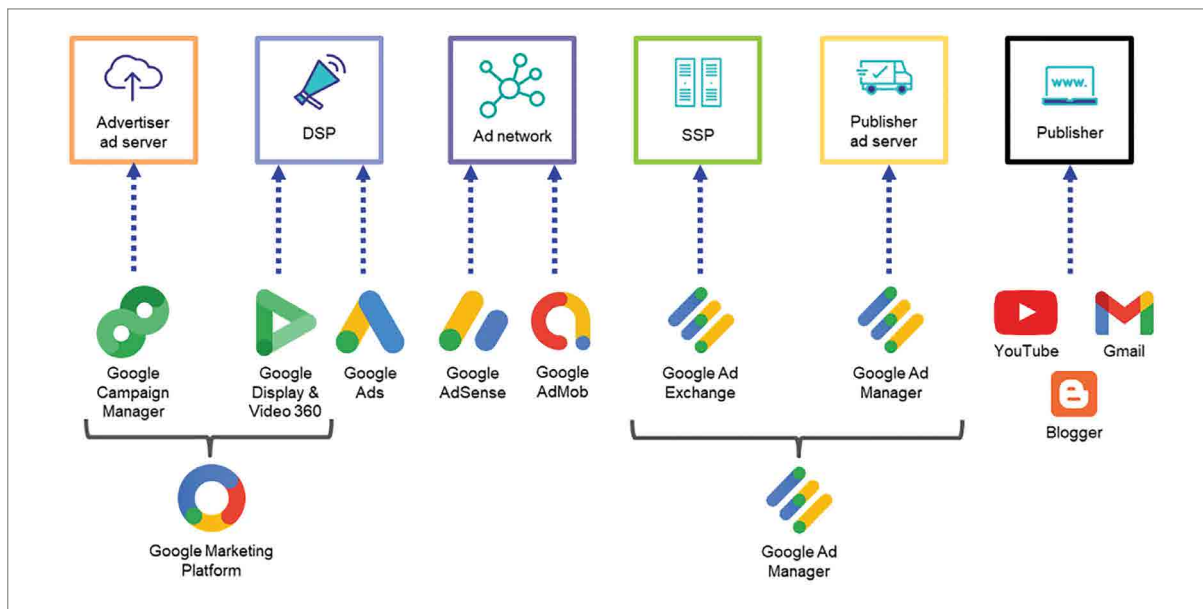 Advertiser
ad server
DSP
Ad network
SSP
Publisher
ad server
www.
Publisher
Google
Campaign
Manager
Google
Display &
Video 360
Google
Ads
Google
AdSense
Google
AdMob
Google Ad
Exchange
Google Ad
Manager
YouTube
Gmail
Blogger
Google Marketing
Platform
Google Ad
Manager